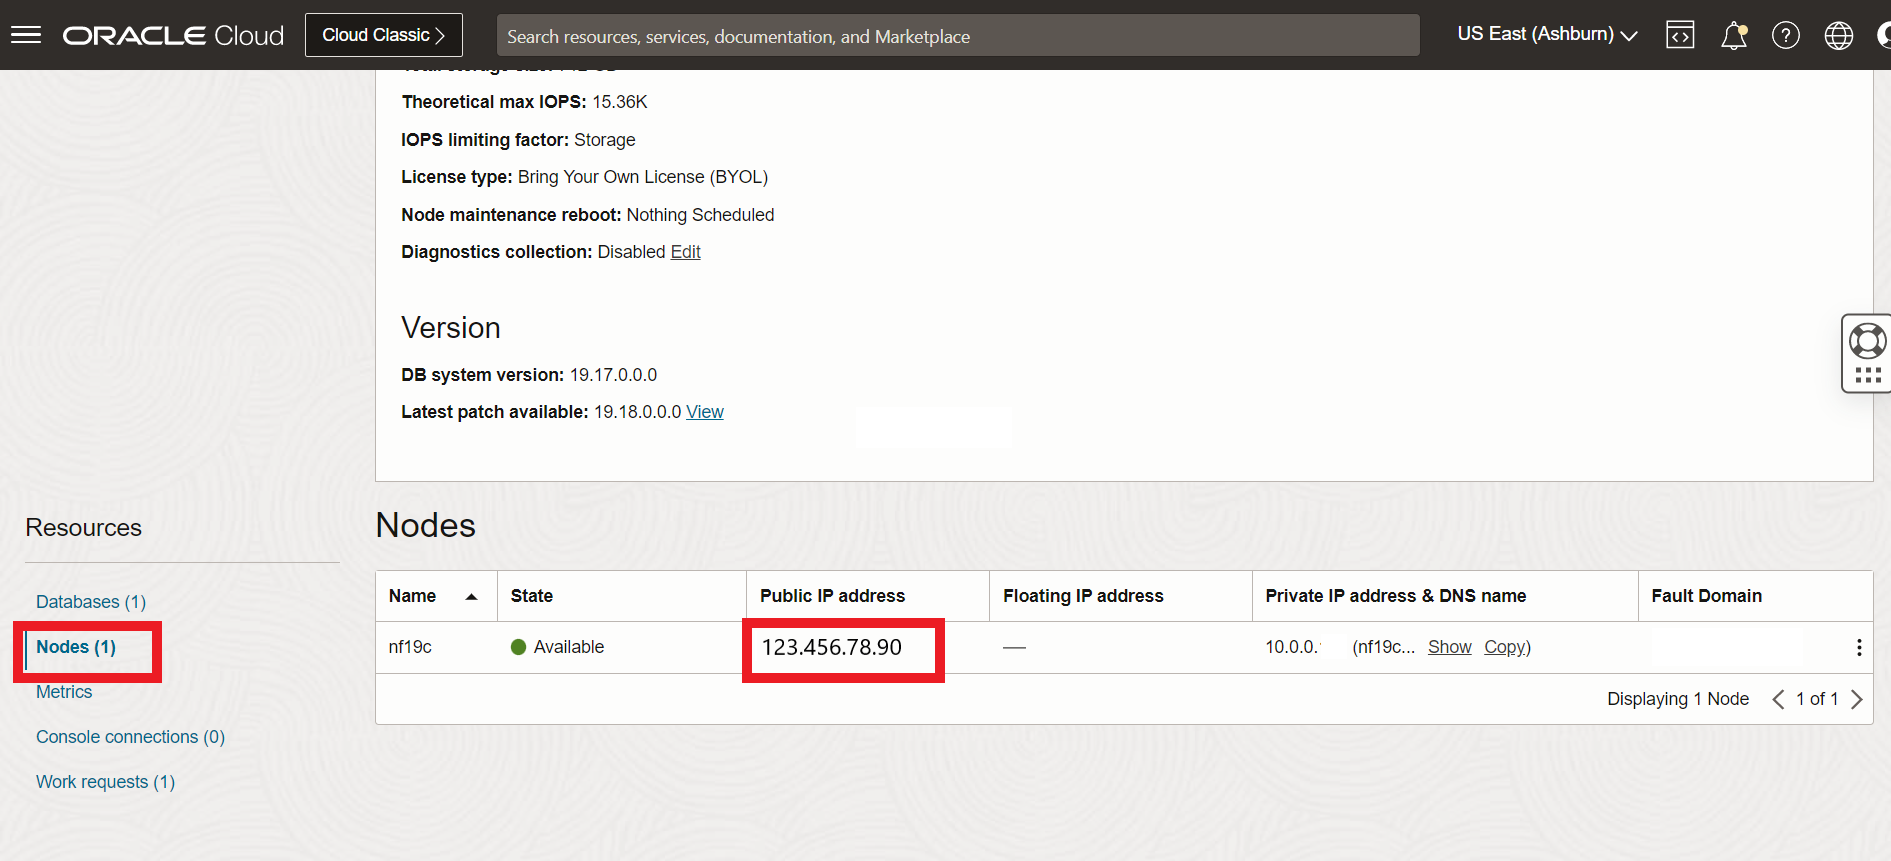 ORACLE Cloud
Cloud Classic
Search resources, services, documentation, and Marketplace
US East (Ashburn)
Theoretical max IOPS: 15.36K
IOPS limiting factor: Storage
License type: Bring Your Own License (BYOL)
Node maintenance reboot: Nothing Scheduled
Diagnostics collection: Disabled Edit
Version
DB system version: 19.17.0.0.0
Latest patch available: 19.18.0.0.0 View
Resources
Databases (1)
Nodes (1)
Metrics
Console connections (0)
Work requests (1)
Nodes
Name State Public IP address Floating IP address Private IP address & DNS name Fault Domain
nf19c Available 123.456.78.90 — 10.0.0. (nf19c... Show Copy)
Displaying 1 Node 1 of 1